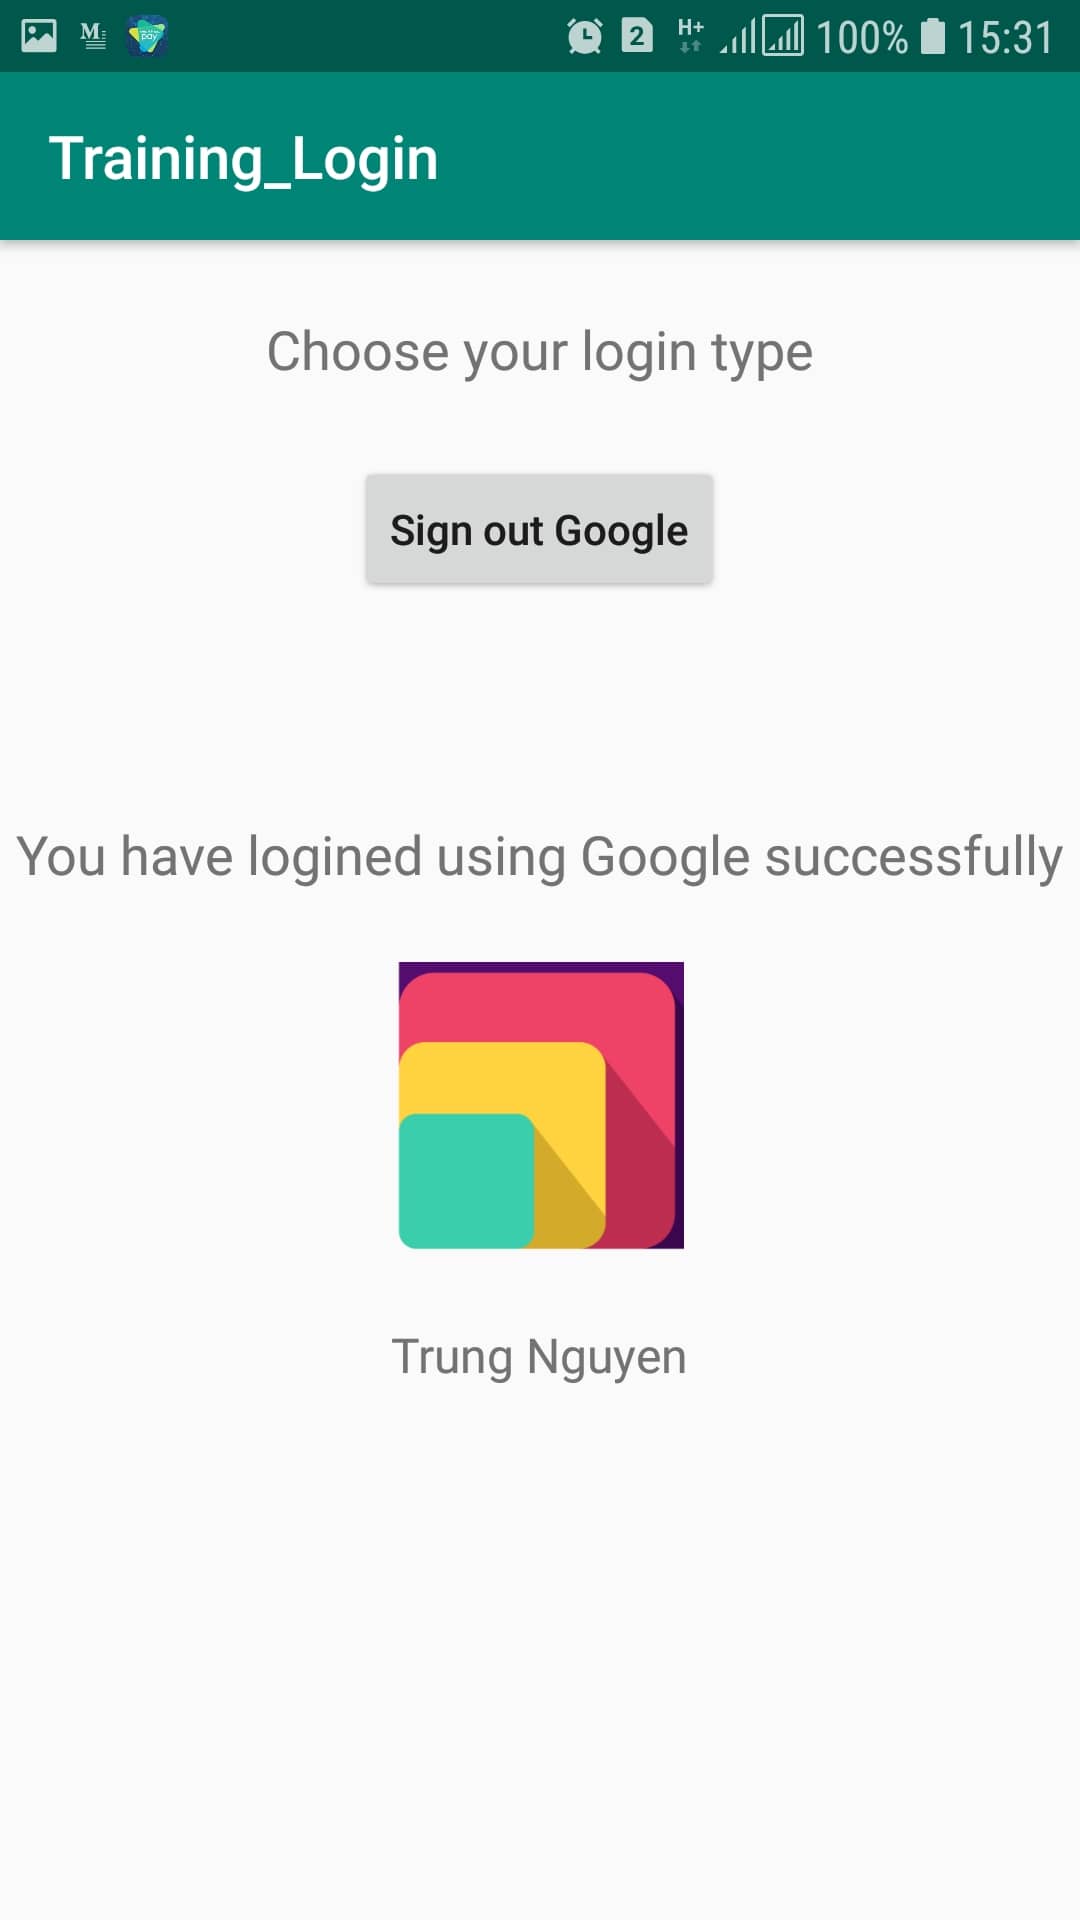 M
pay
2
H+
100%
15:31
Training_Login
Choose your login type
Sign out Google
You have logined using Google successfully
Trung Nguyen